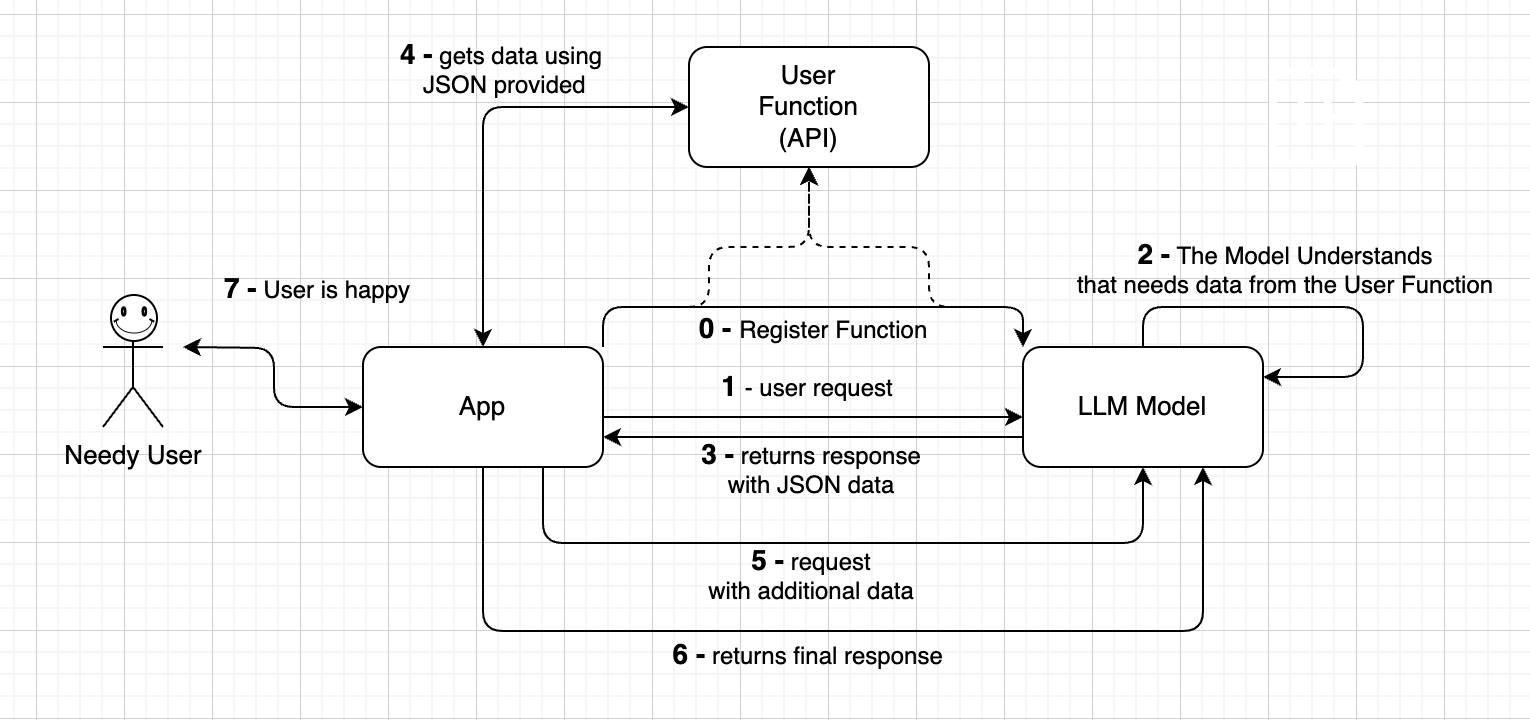 4 - gets data using
JSON provided
User
Function
(API)
2 - The Model Understands
that needs data from the User Function
7 - User is happy
0 - Register Function
1 - user request
App
LLM Model
Needy User
3 - returns response
with JSON data
5 - request
with additional data
6 - returns final response